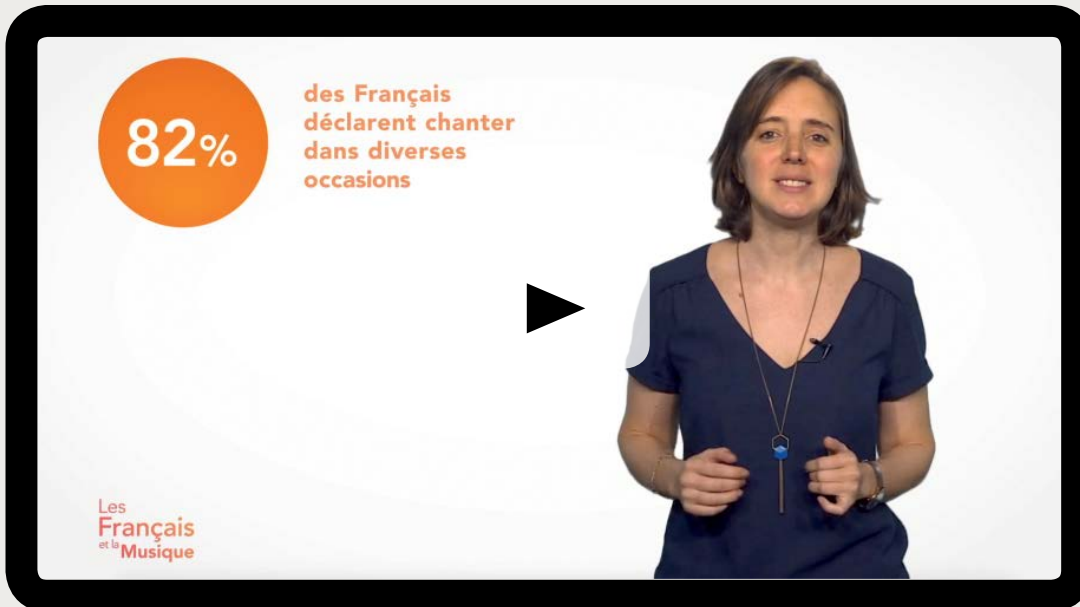 82%
des Français
déclarent chanter
dans diverses
occasions
Les
Français
et la Musique